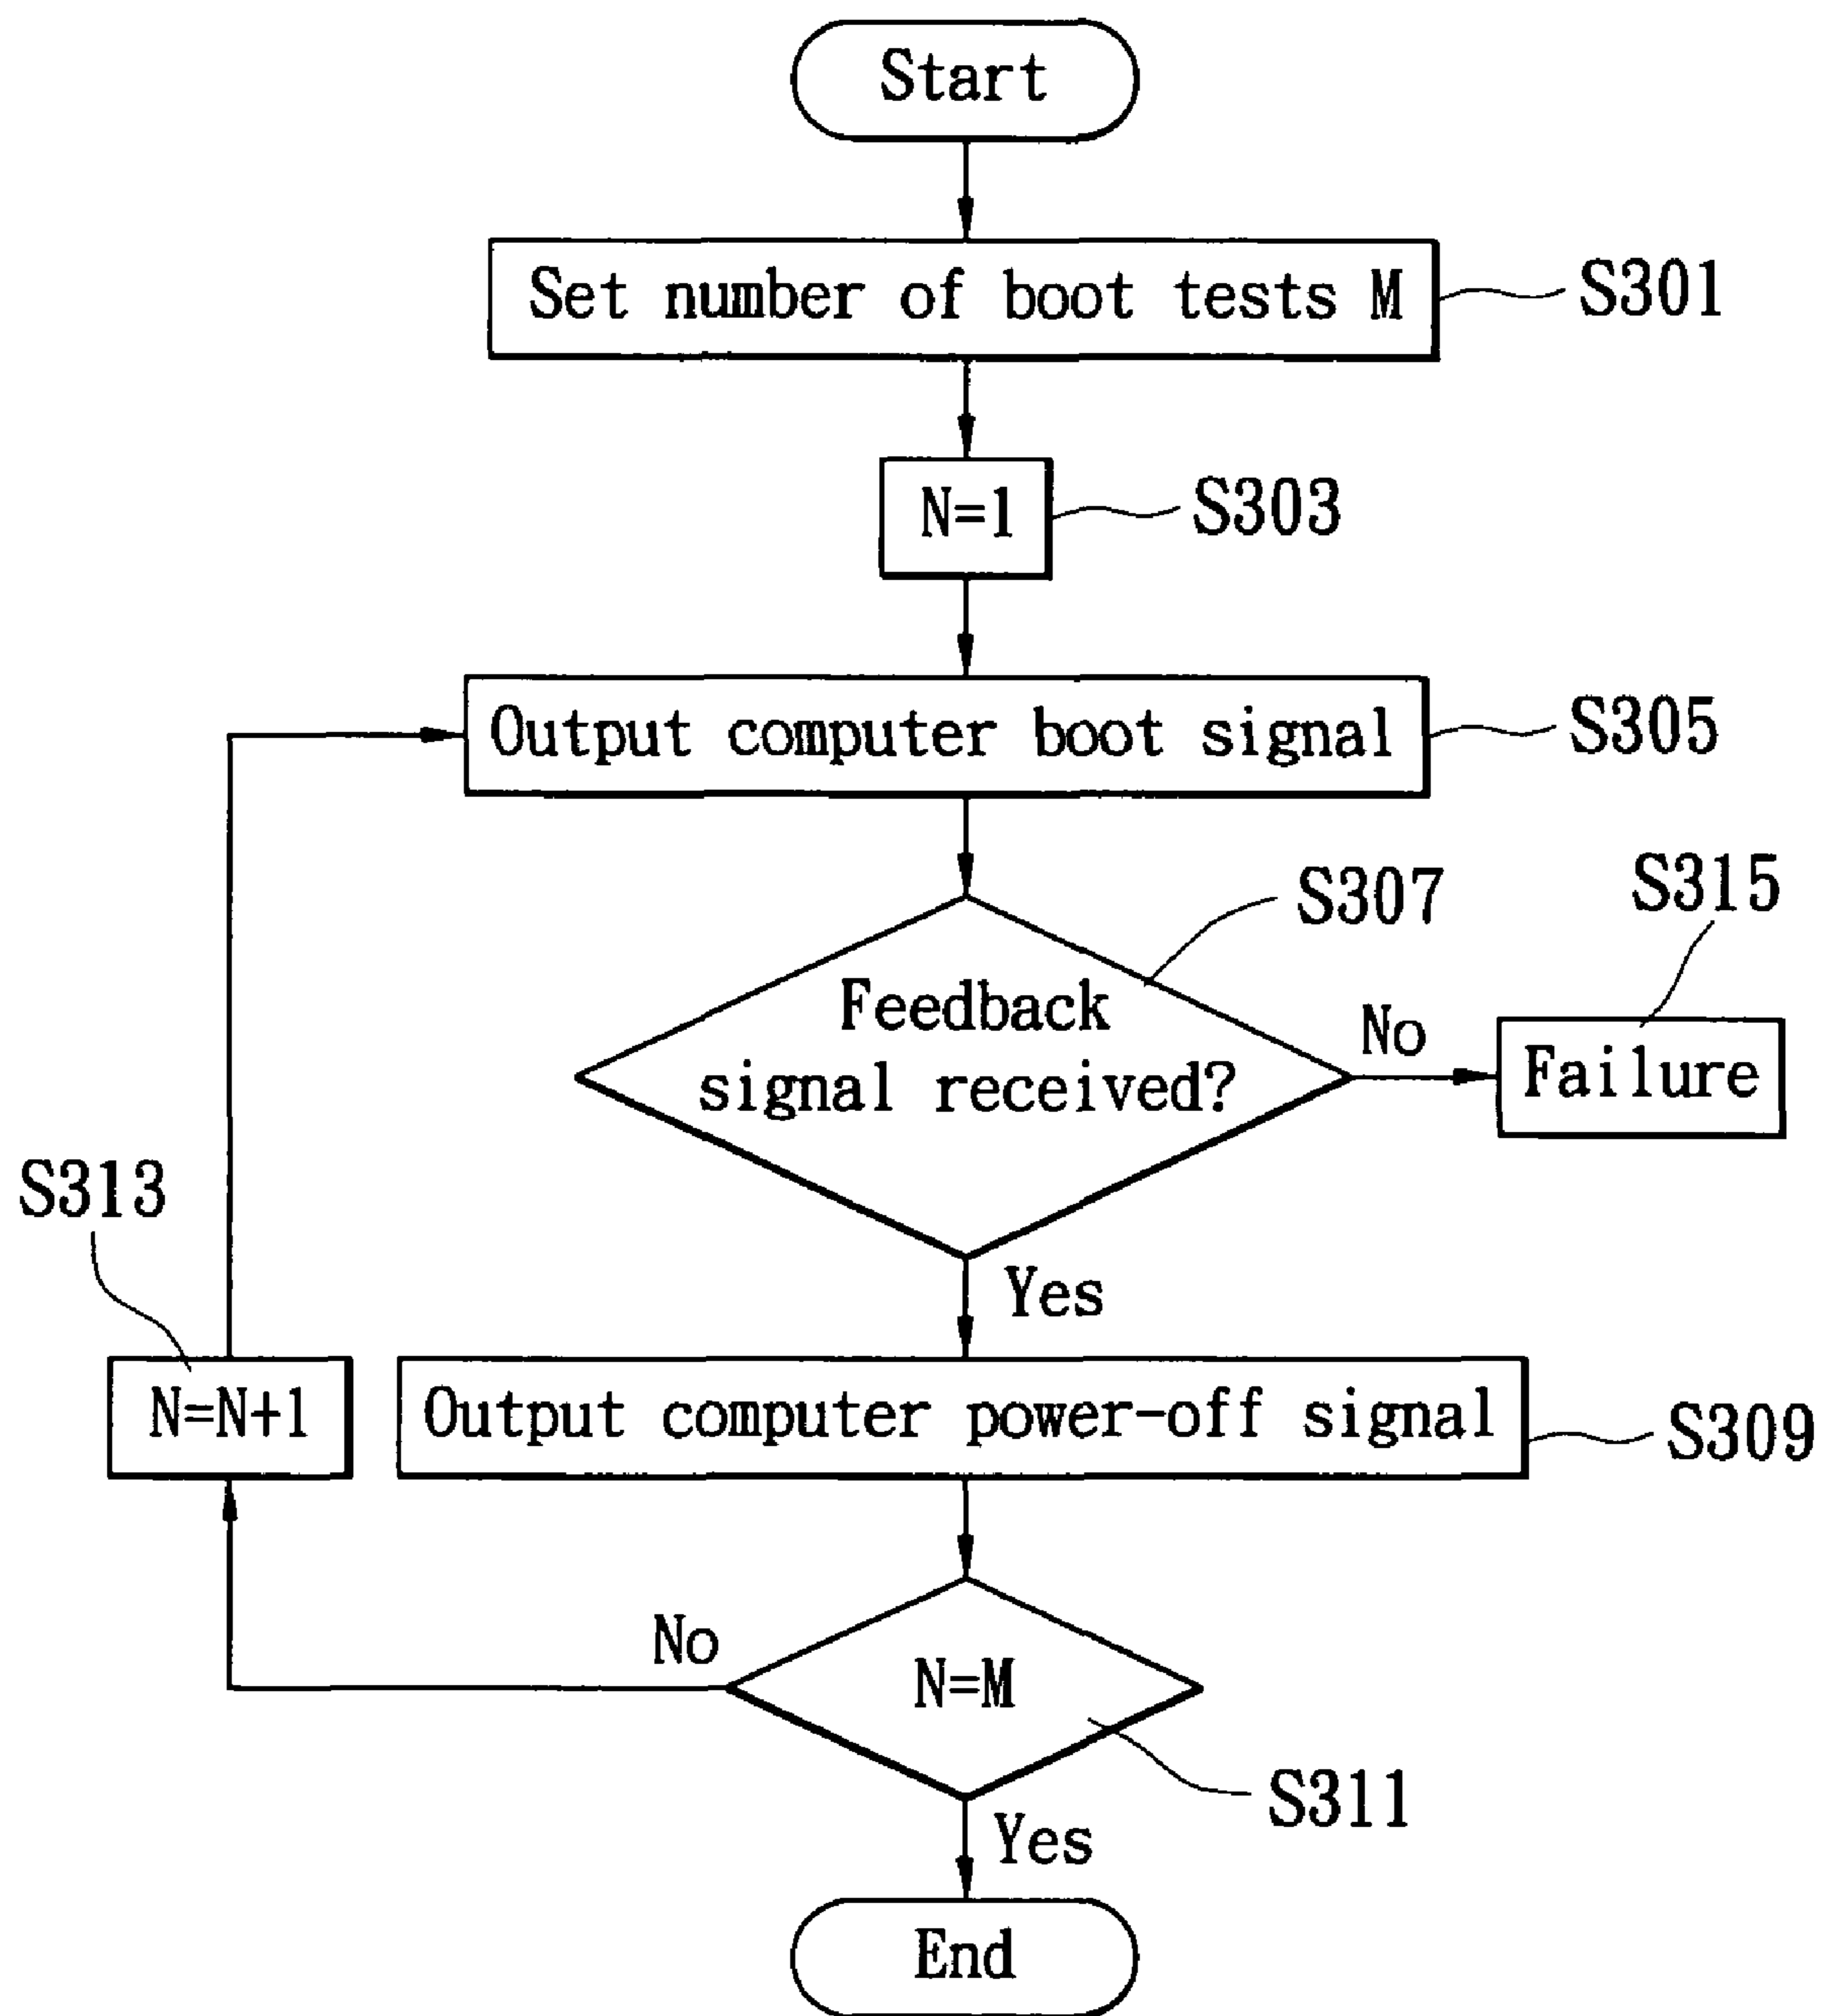 Start
Set number of boot tests M
S301
N=1
S303
Output computer boot signal
S305
S307
S315
Feedback
signal received?
No
Failure
S313
Yes
N=N+1
Output computer power-off signal
S309
No
N=M
S311
Yes
End